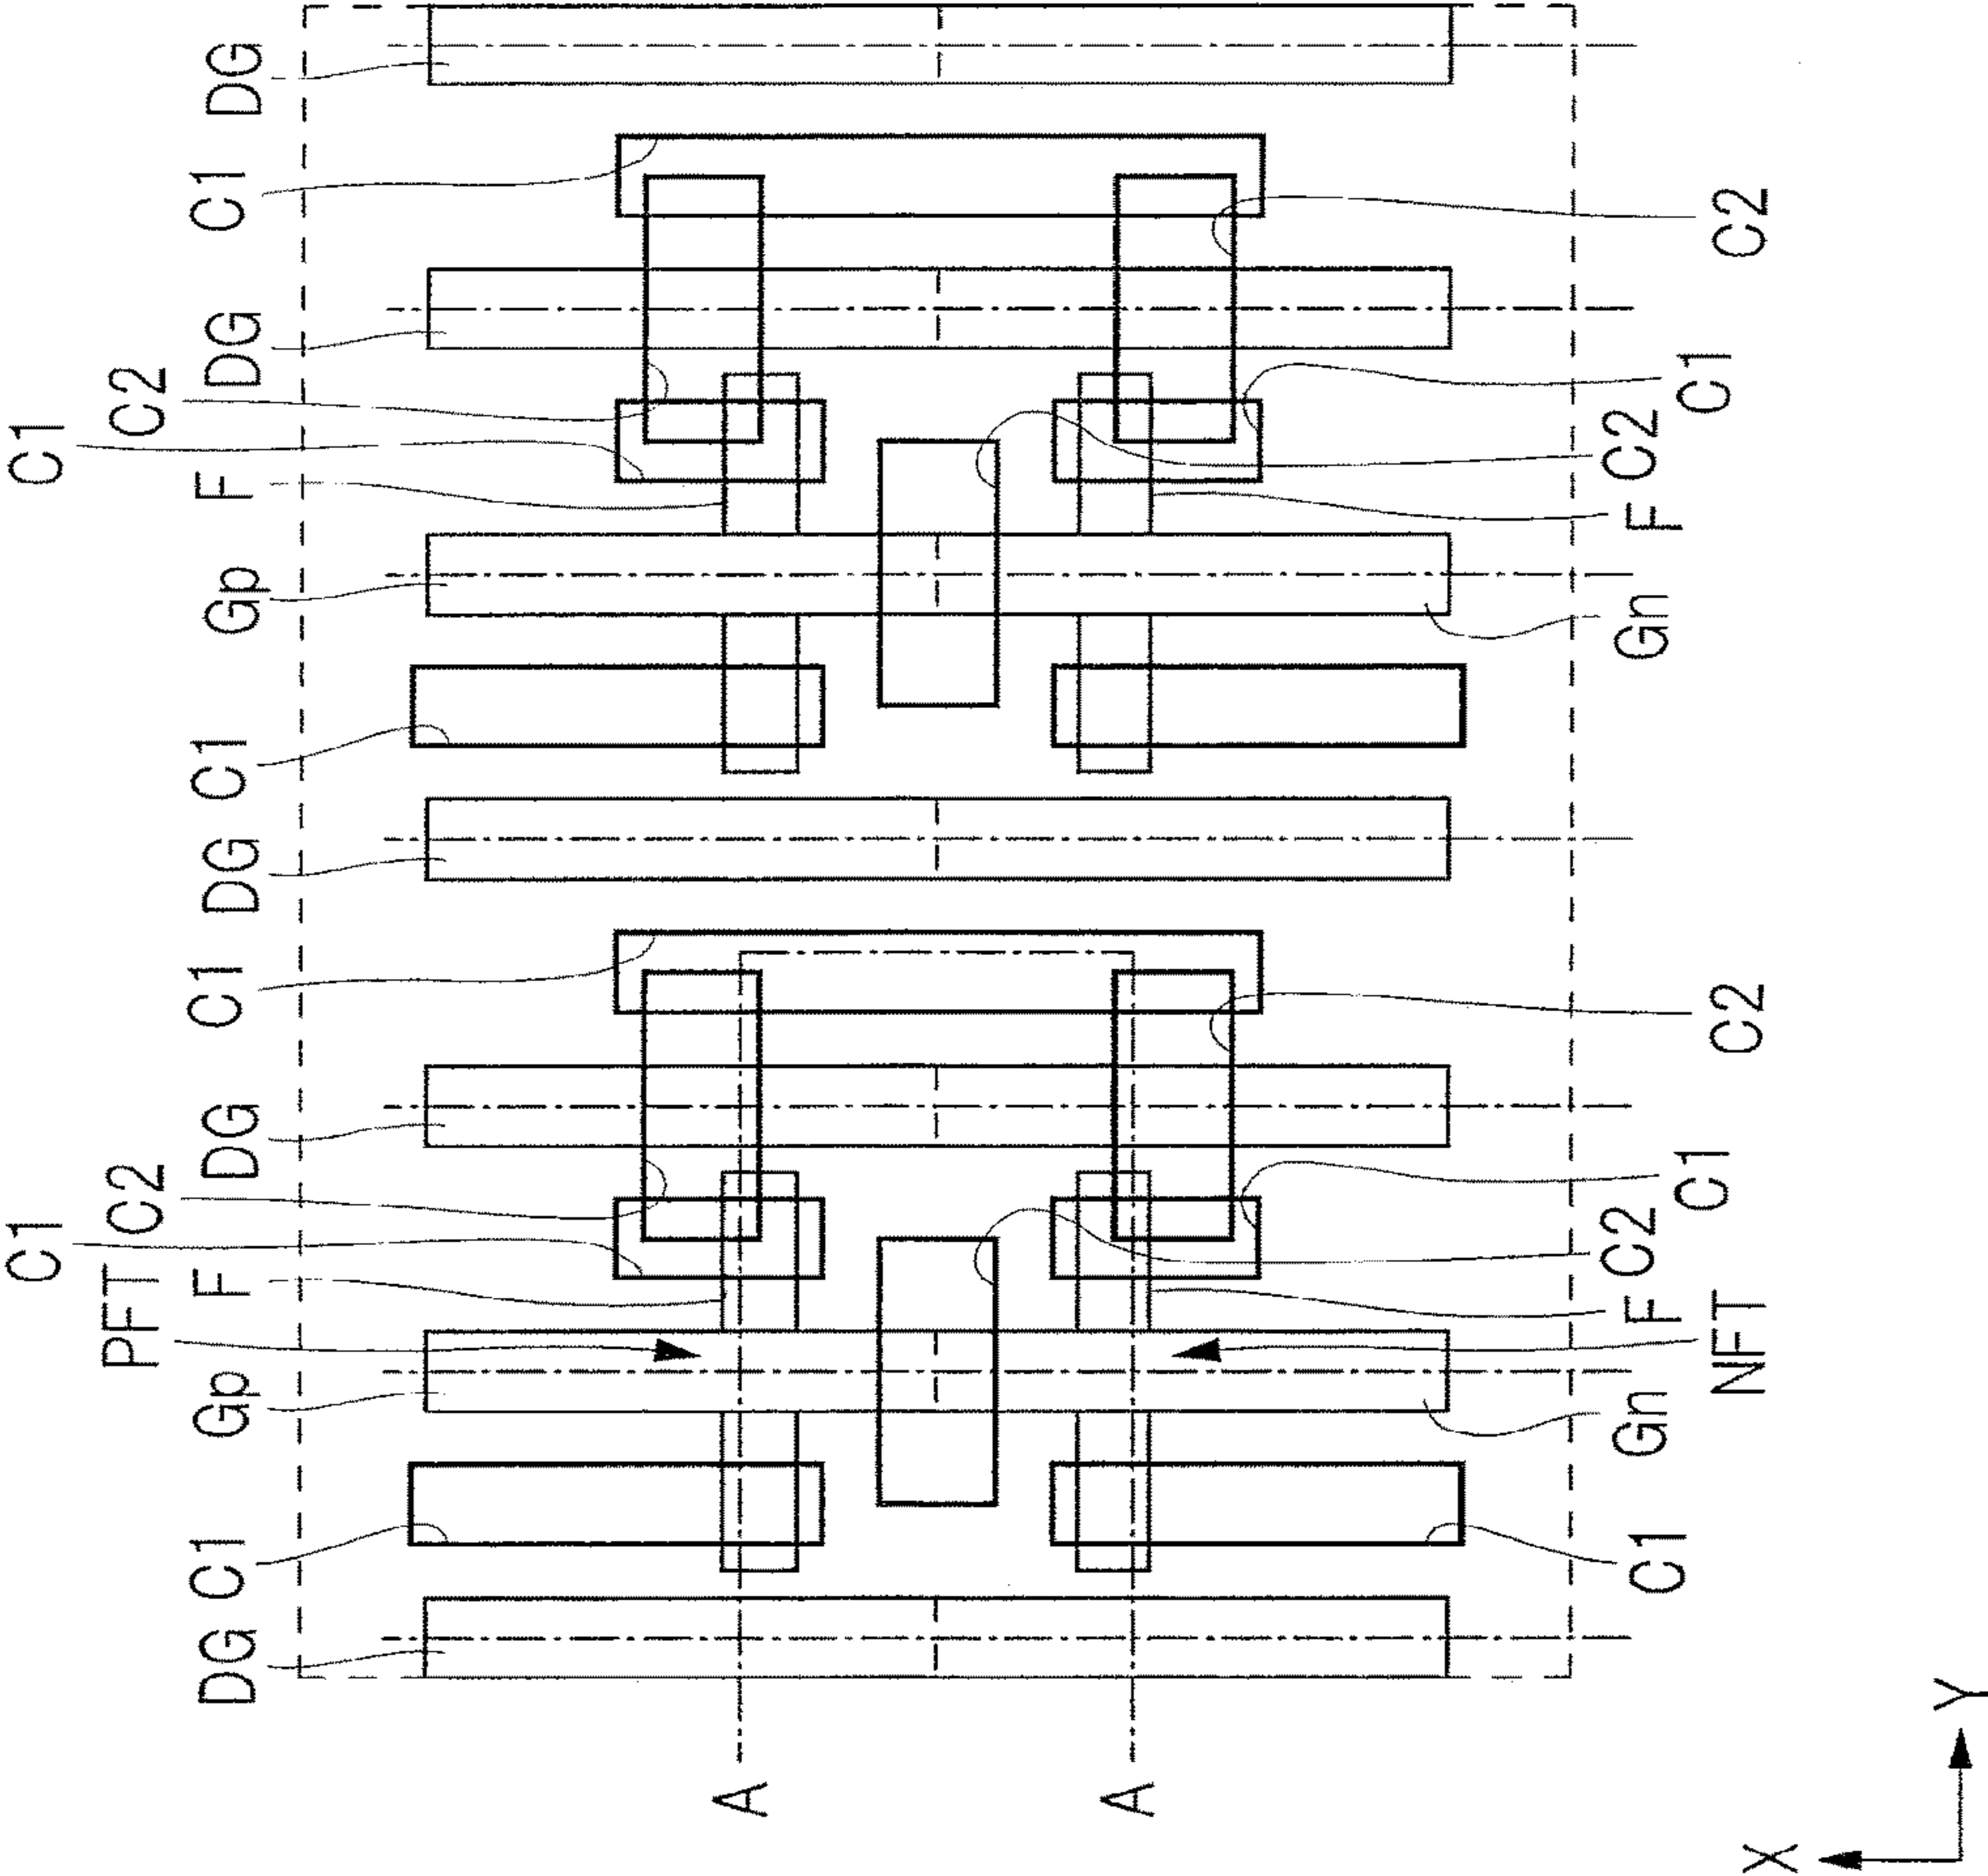 C1 C1
PFT C2 C2
DG C1 Gp F DG C1 DG C1 Gp F DG C1 DG
A
A
C1 Gn F C2 Gn F C2
C1 C1
NFT C2 C2
X
Y